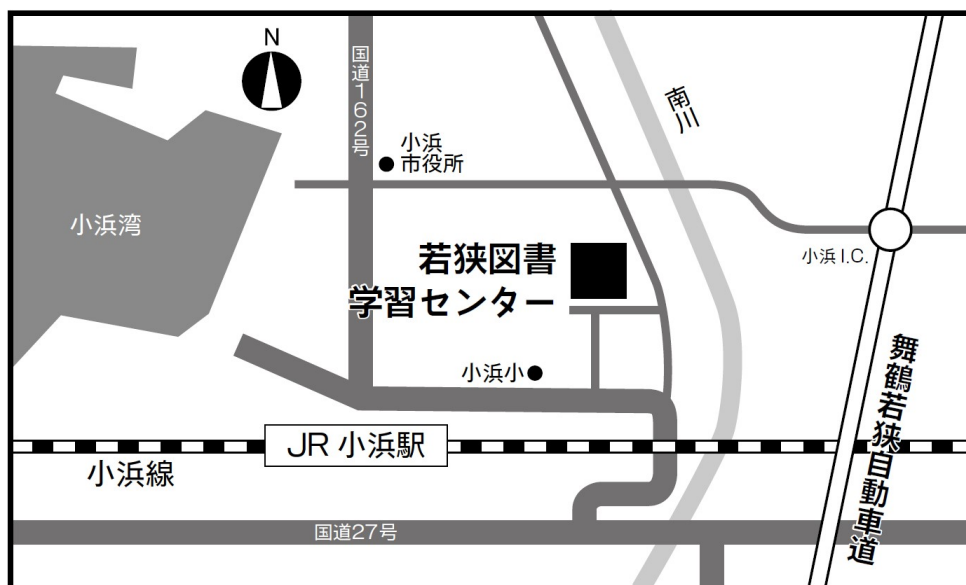 N
国道162号
南川
小浜
市役所
小浜湾
若狭図書
学習センター
小浜I.C.
小浜小
舞鶴若狭自動車道
JR小浜駅
小浜線
国道27号